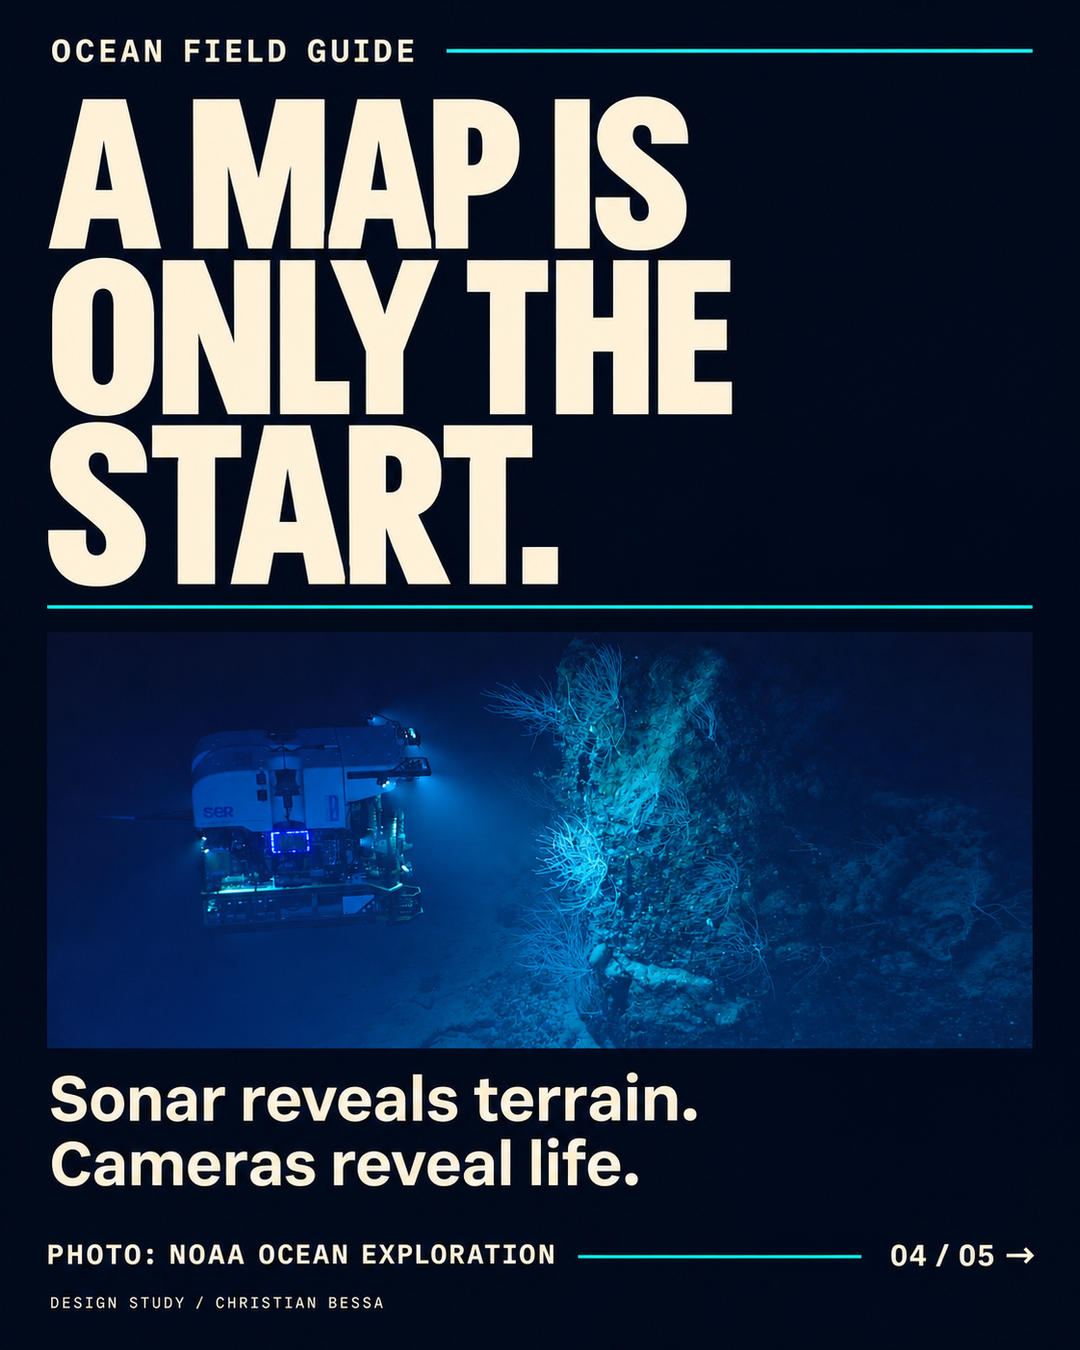 OCEAN FIELD GUIDE
A MAP IS
ONLY THE
START.
SER
Sonar reveals terrain.
Cameras reveal life.
PHOTO: NOAA OCEAN EXPLORATION
04 / 05 →
DESIGN STUDY / CHRISTIAN BESSA